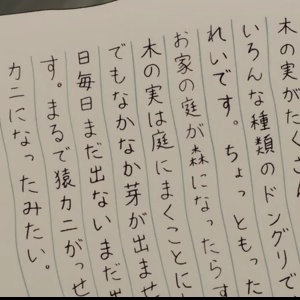 木の実がたくさん
いろんな種類のドングリで
れいです。ちょっともった
お家の庭が森になったらす
木の実は庭にまくことに
でもなかなか芽が出ませ
日毎日まだ出ないまだ出
す。まるで猿カニがっせ
カニになったみたい。